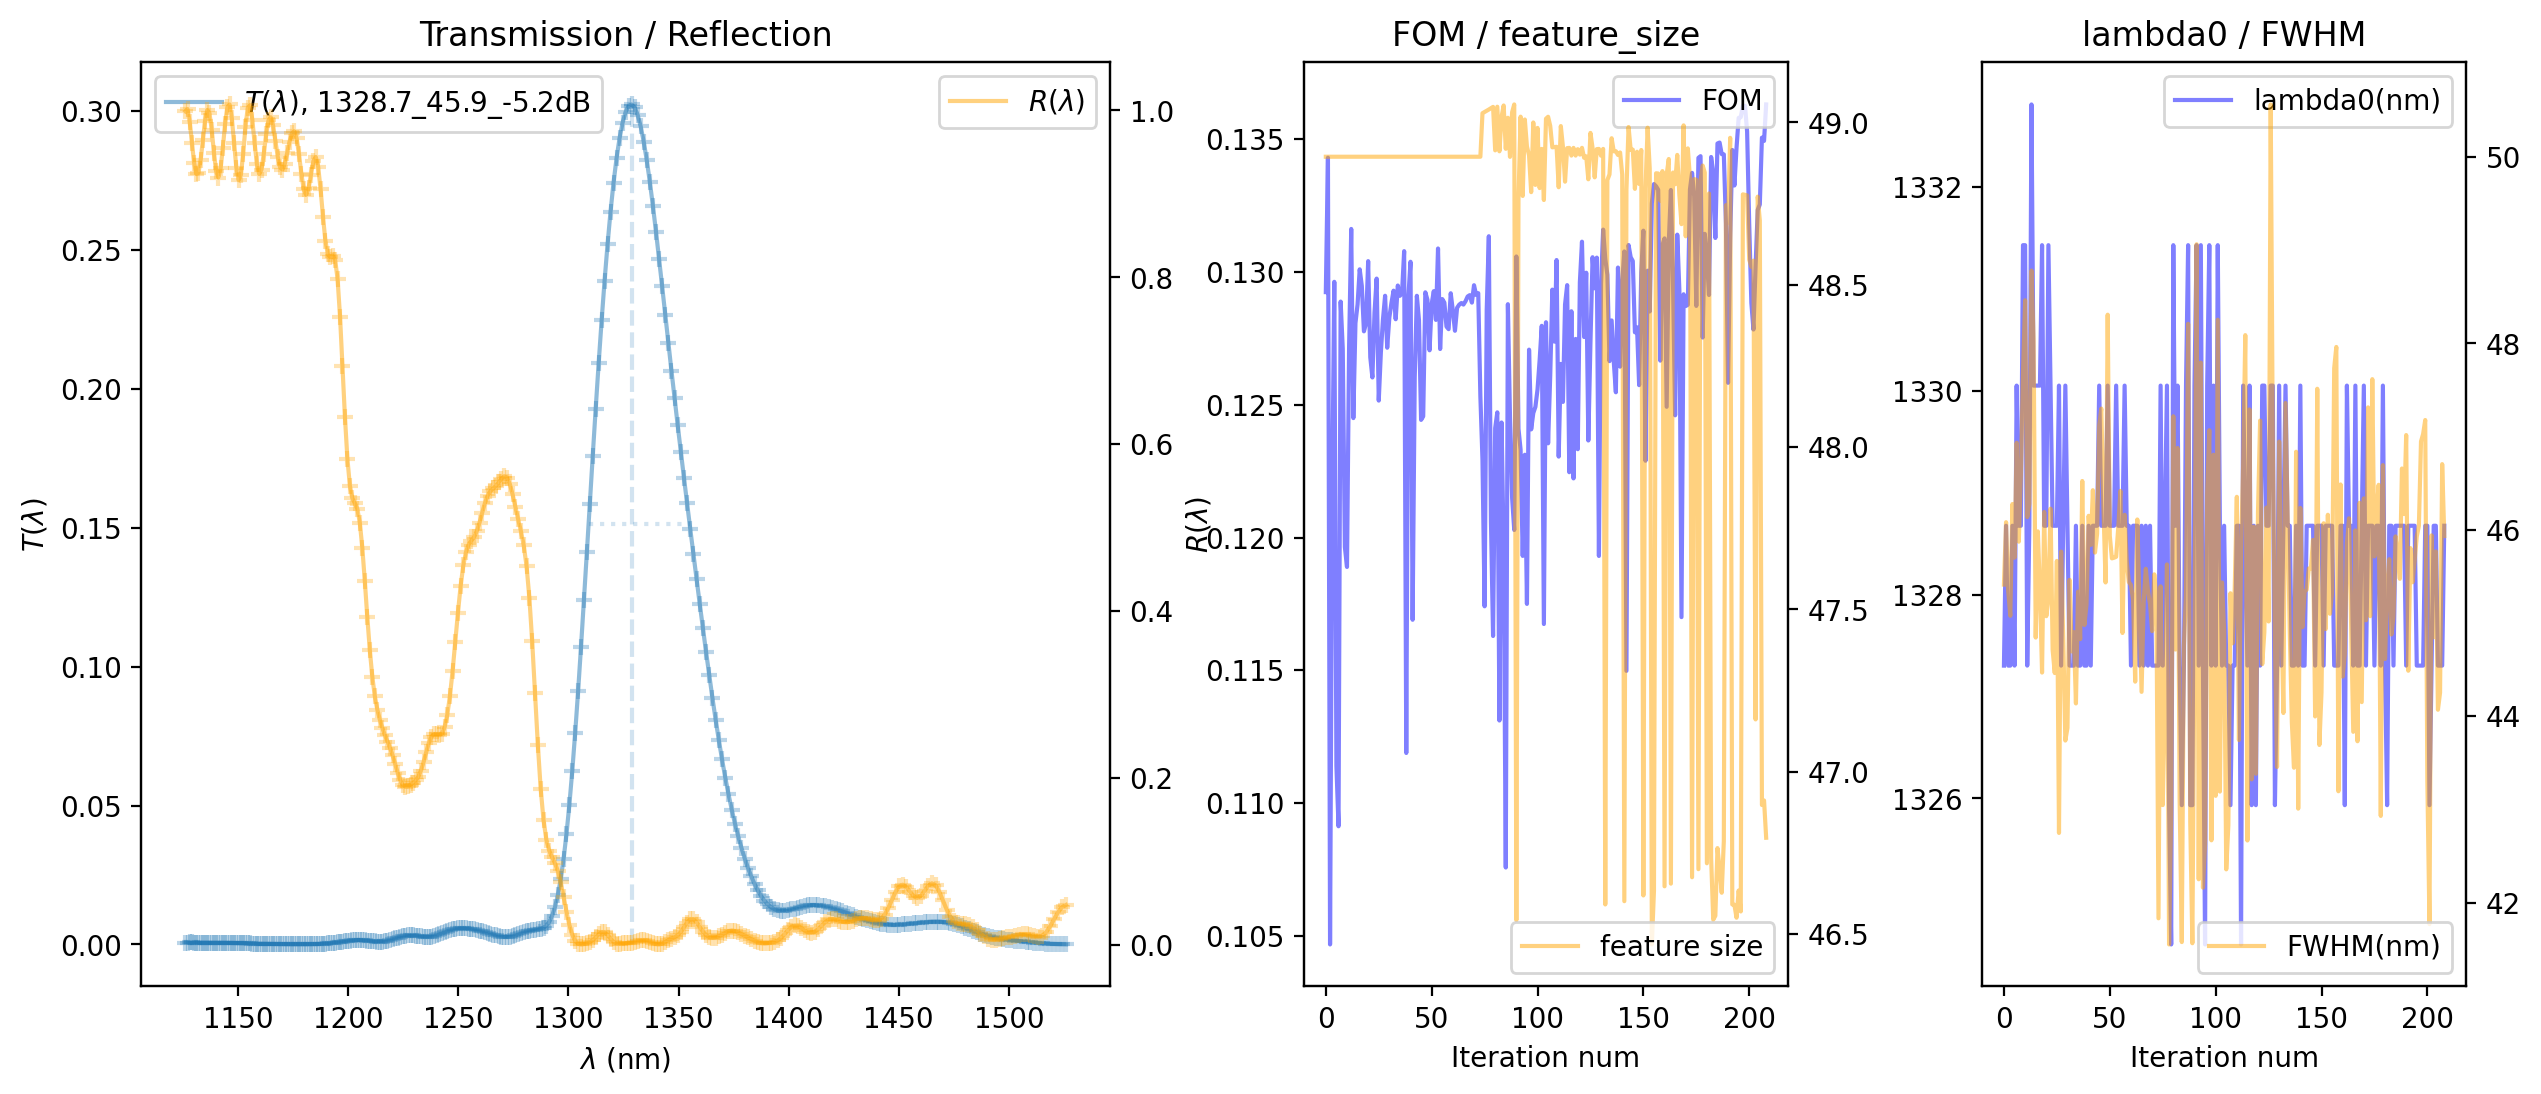 Transmission / Reflection
T(λ), 1328.7_45.9_-5.2dB
R(λ)
0.30
0.25
0.20
0.15
0.10
0.05
0.00
T(λ)
1.0
0.8
0.6
0.4
0.2
0.0
R(λ)
1150 1200 1250 1300 1350 1400 1450 1500
λ (nm)
FOM / feature_size
FOM
feature size
0.135
0.130
0.125
0.120
0.115
0.110
0.105
49.0
48.5
48.0
47.5
47.0
46.5
0 50 100 150 200
Iteration num
lambda0 / FWHM
lambda0(nm)
FWHM(nm)
1332
1330
1328
1326
50
48
46
44
42
0 50 100 150 200
Iteration num